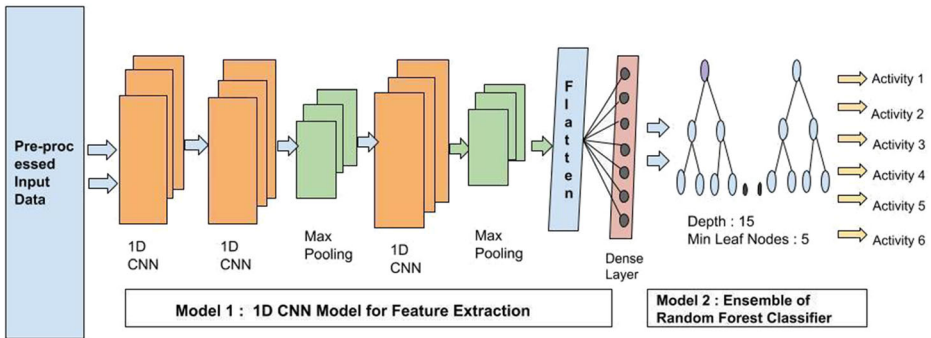 Pre-proc
essed
Input
Data
1D
CNN
1D
CNN
Max
Pooling
1D
CNN
Max
Pooling
Flatten
Dense
Layer
Depth : 15
Min Leaf Nodes : 5
Activity 1
Activity 2
Activity 3
Activity 4
Activity 5
Activity 6
Model 1 : 1D CNN Model for Feature Extraction
Model 2 : Ensemble of
Random Forest Classifier